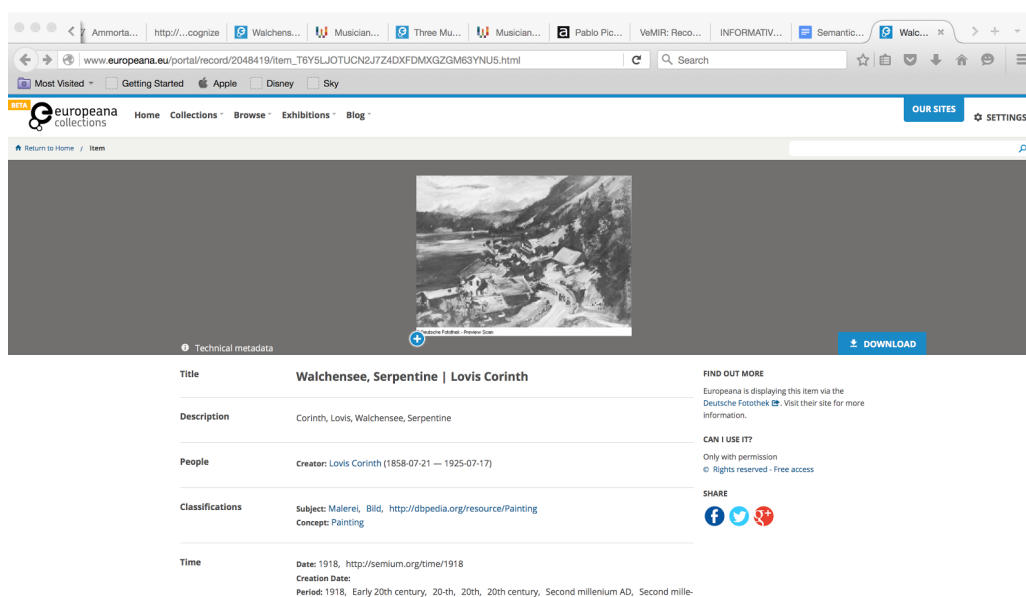 Ammorta... http://...cognize Walchens... Musician... Three Mu... Musician... Pablo Pic... VeMIR: Reco... INFORMATIV... Semantic... Walc...
www.europeana.eu/portal/record/2048419/item_T6Y5LJOTUCN2J7Z4DXFDMXGZGM63YNU5.html Search
Most Visited Getting Started Apple Disney Sky
BETA
europeana
collections
Home Collections Browse Exhibitions Blog
OUR SITES
SETTINGS
Return to Home / Item
Deutsche Fotothek - Preview Scan
Technical metadata
DOWNLOAD
Title Walchensee, Serpentine | Lovis Corinth
Description Corinth, Lovis, Walchensee, Serpentine
People Creator: Lovis Corinth (1858-07-21 — 1925-07-17)
Classifications Subject: Malerei, Bild, http://dbpedia.org/resource/Painting
Concept: Painting
Time Date: 1918, http://semium.org/time/1918
Creation Date:
Period: 1918, Early 20th century, 20-th, 20th, 20th century, Second millenium AD, Second mille-
FIND OUT MORE
Europeana is displaying this item via the
Deutsche Fotothek. Visit their site for more
information.
CAN I USE IT?
Only with permission
© Rights reserved - Free access
SHARE